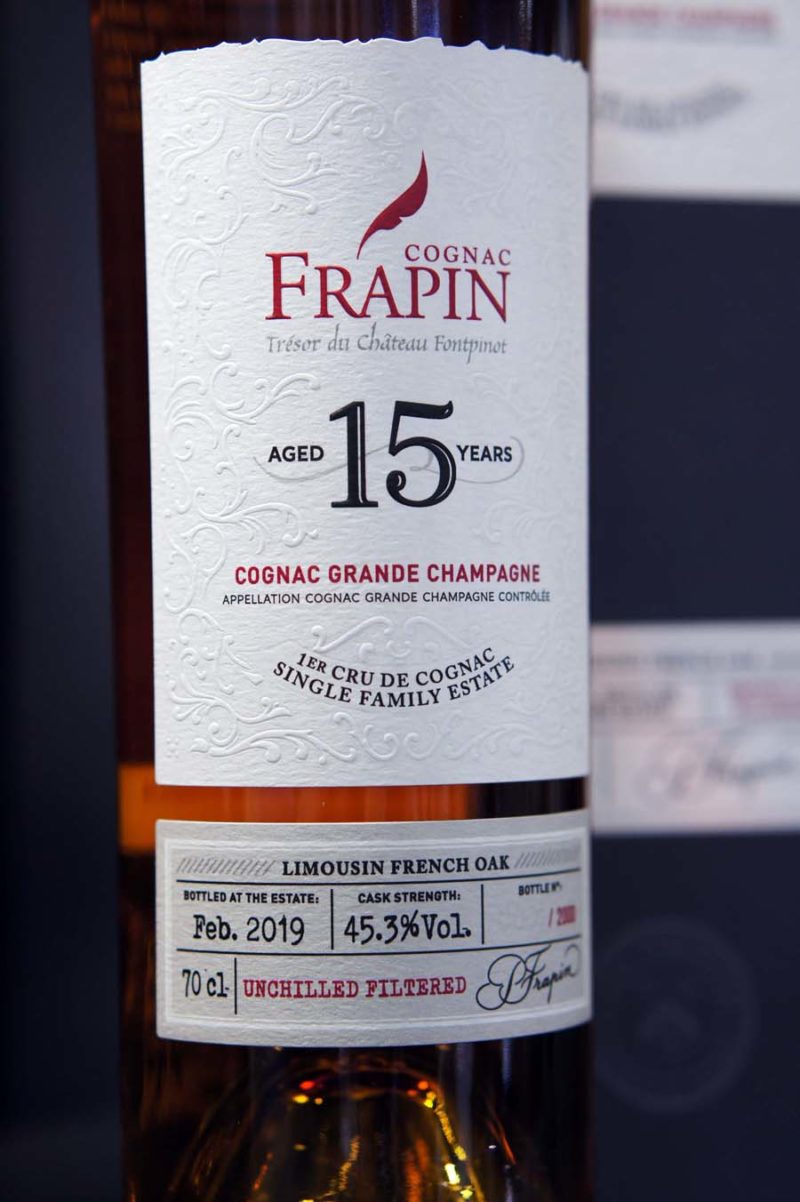 COGNAC
FRAPIN
Trésor du Château Fontpinot
AGED 15 YEARS
COGNAC GRANDE CHAMPAGNE
APPELLATION COGNAC GRANDE CHAMPAGNE CONTRÔLÉE
1ER CRU DE COGNAC
SINGLE FAMILY ESTATE
LIMOUSIN FRENCH OAK
BOTTLED AT THE ESTATE:
Feb. 2019
CASK STRENGTH:
45.3%Vol.
BOTTLE Nº:
70 cl
UNCHILLED FILTERED
P Frapin